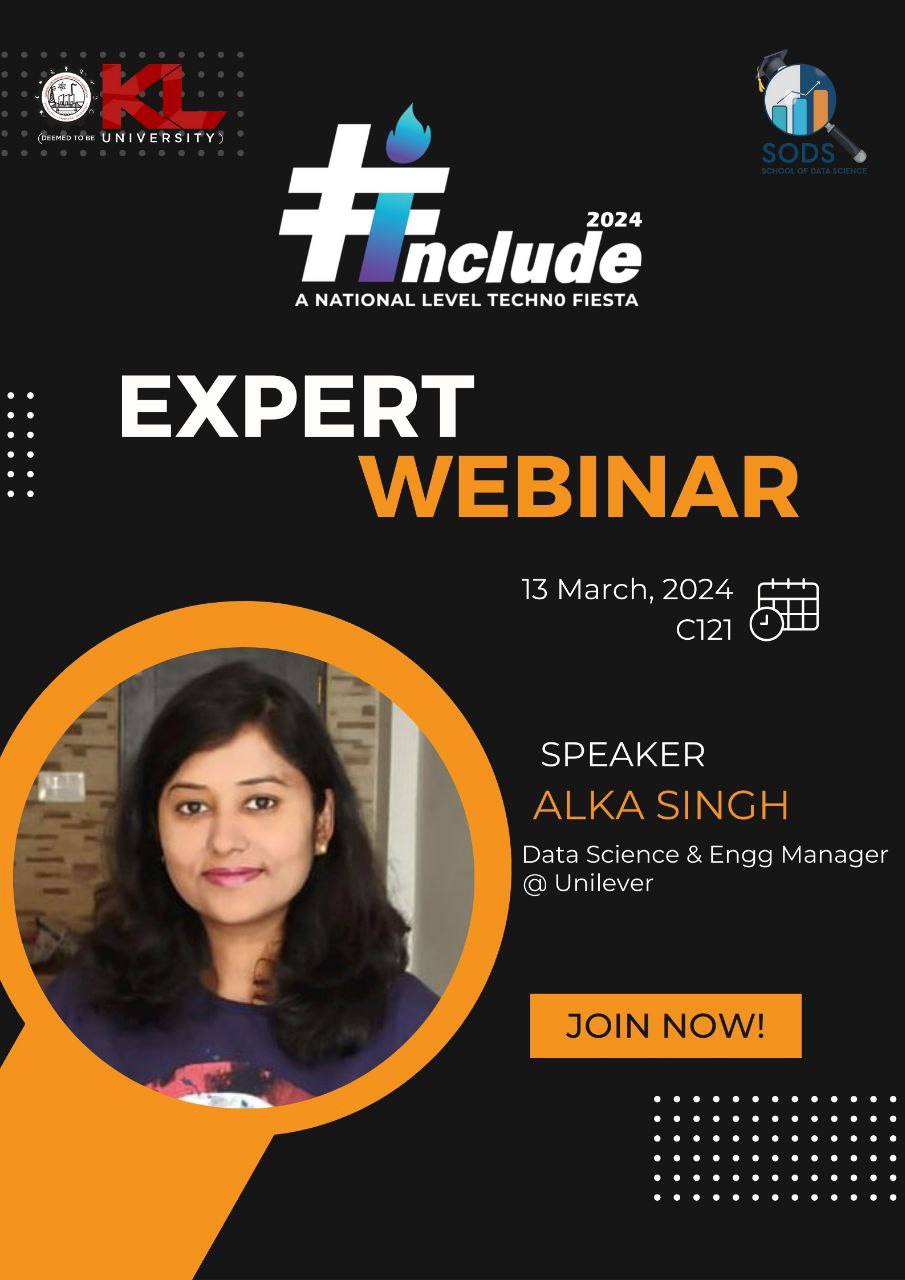 KL
(DEEMED TO BE UNIVERSITY)
SODS
SCHOOL OF DATA SCIENCE
#include
2024
A NATIONAL LEVEL TECHN0 FIESTA
EXPERT
WEBINAR
13 March, 2024
C121
SPEAKER
ALKA SINGH
Data Science & Engg Manager
@ Unilever
JOIN NOW!